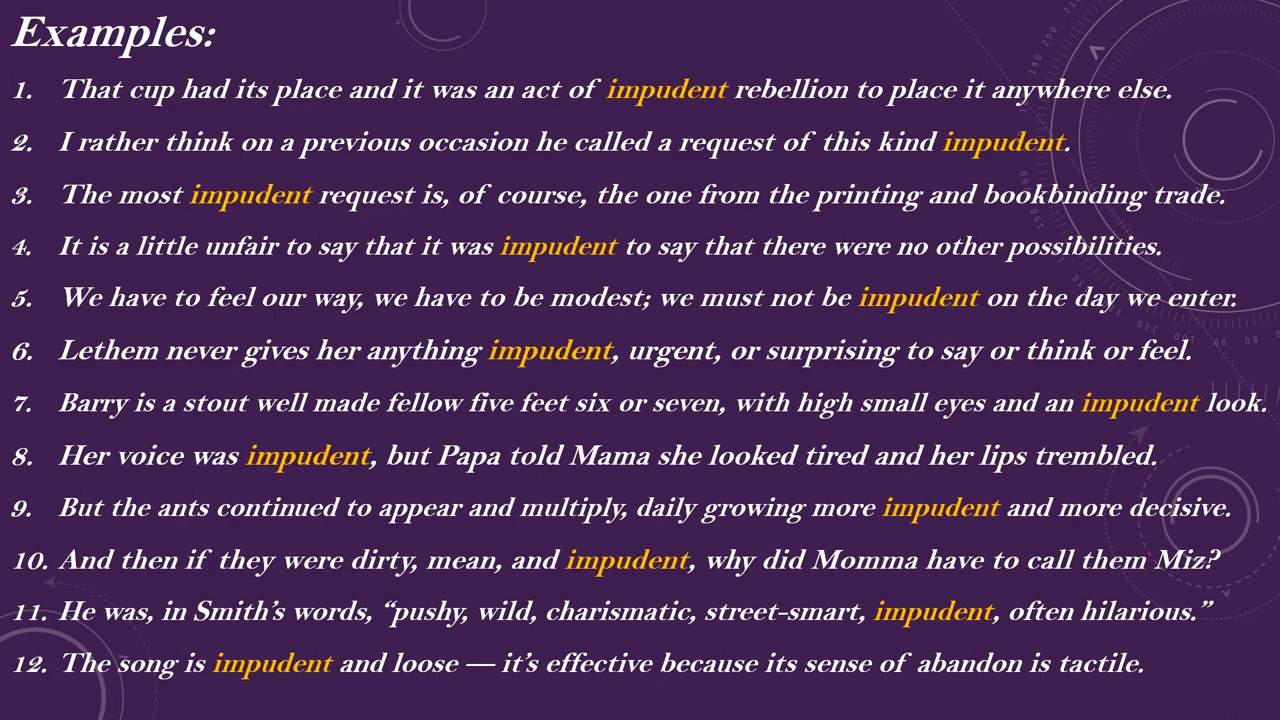 Examples:
1. That cup had its place and it was an act of impudent rebellion to place it anywhere else.
2. I rather think on a previous occasion he called a request of this kind impudent.
3. The most impudent request is, of course, the one from the printing and bookbinding trade.
4. It is a little unfair to say that it was impudent to say that there were no other possibilities.
5. We have to feel our way, we have to be modest; we must not be impudent on the day we enter.
6. Lethem never gives her anything impudent, urgent, or surprising to say or think or feel.
7. Barry is a stout well made fellow five feet six or seven, with high small eyes and an impudent look.
8. Her voice was impudent, but Papa told Mama she looked tired and her lips trembled.
9. But the ants continued to appear and multiply, daily growing more impudent and more decisive.
10. And then if they were dirty, mean, and impudent, why did Momma have to call them Miz?
11. He was, in Smith’s words, “pushy, wild, charismatic, street-smart, impudent, often hilarious.”
12. The song is impudent and loose — it’s effective because its sense of abandon is tactile.